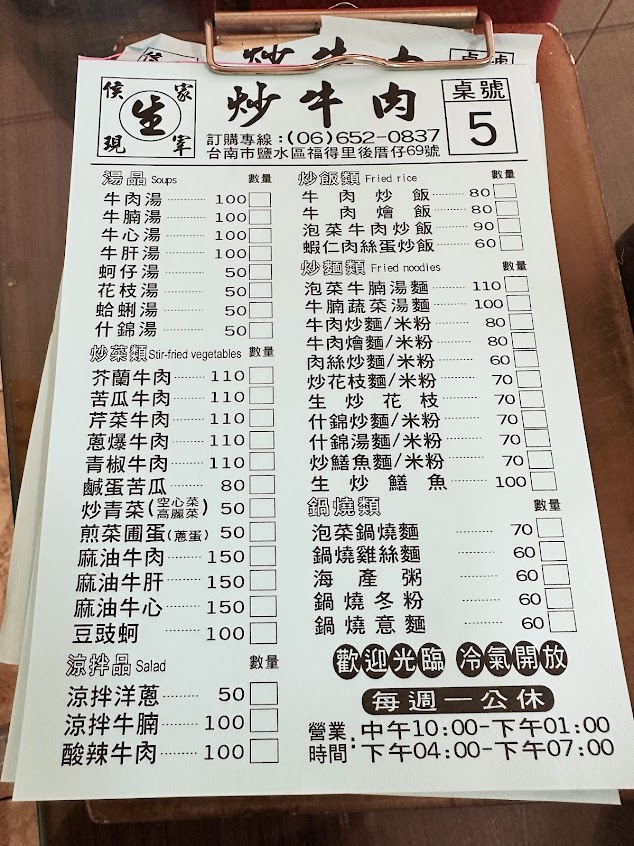 炒牛肉
桌號
侯家
生
現宰
炒牛肉
訂購專線:(06)652-0837
台南市鹽水區福得里後厝仔69號
桌號
5
湯品 Soups 數量
牛肉湯 100
牛腩湯 100
牛心湯 100
牛肝湯 100
蚵仔湯 50
花枝湯 50
蛤蜊湯 50
什錦湯 50
炒菜類 Stir-fried vegetables 數量
芥蘭牛肉 110
苦瓜牛肉 110
芹菜牛肉 110
蔥爆牛肉 110
青椒牛肉 110
鹹蛋苦瓜 80
炒青菜(空心菜 高麗菜) 50
煎菜圃蛋(蔥蛋) 50
麻油牛肉 150
麻油牛肝 150
麻油牛心 150
豆豉蚵 100
涼拌品 Salad 數量
涼拌洋蔥 50
涼拌牛腩 100
酸辣牛肉 100
炒飯類 Fried rice 數量
牛肉炒飯 80
牛肉燴飯 80
泡菜牛肉炒飯 90
蝦仁肉絲蛋炒飯 60
炒麵類 Fried noodles 數量
泡菜牛腩湯麵 110
牛腩蔬菜湯麵 100
牛肉炒麵/米粉 80
牛肉燴麵/米粉 80
肉絲炒麵/米粉 60
炒花枝麵/米粉 70
生炒花枝 70
什錦炒麵/米粉 70
什錦湯麵/米粉 70
炒鱔魚麵/米粉 70
生炒鱔魚 100
鍋燒類 數量
泡菜鍋燒麵 70
鍋燒雞絲麵 60
海產粥 60
鍋燒冬粉 60
鍋燒意麵 60
歡迎光臨 冷氣開放
每週一公休
營業時間:中午10:00-下午01:00
下午04:00-下午07:00